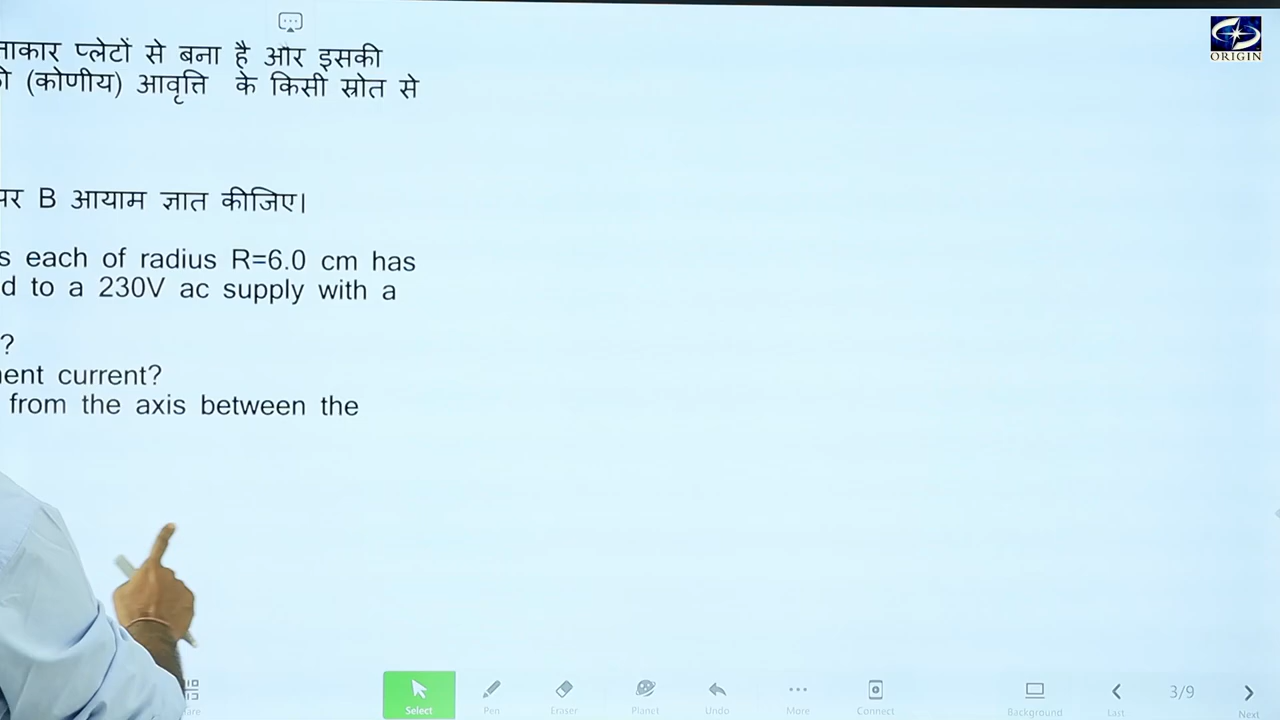 प्लेटों से बना है और इसकी
(कोणीय) आवृत्ति के किसी स्रोत से
B आयाम ज्ञात कीजिए।
each of radius R=6.0 cm has
to a 230V ac supply with a
?
current?
from the axis between the
ORIGIN
Select Pen Eraser Planet Undo More Connect Background Last 3/9 Next